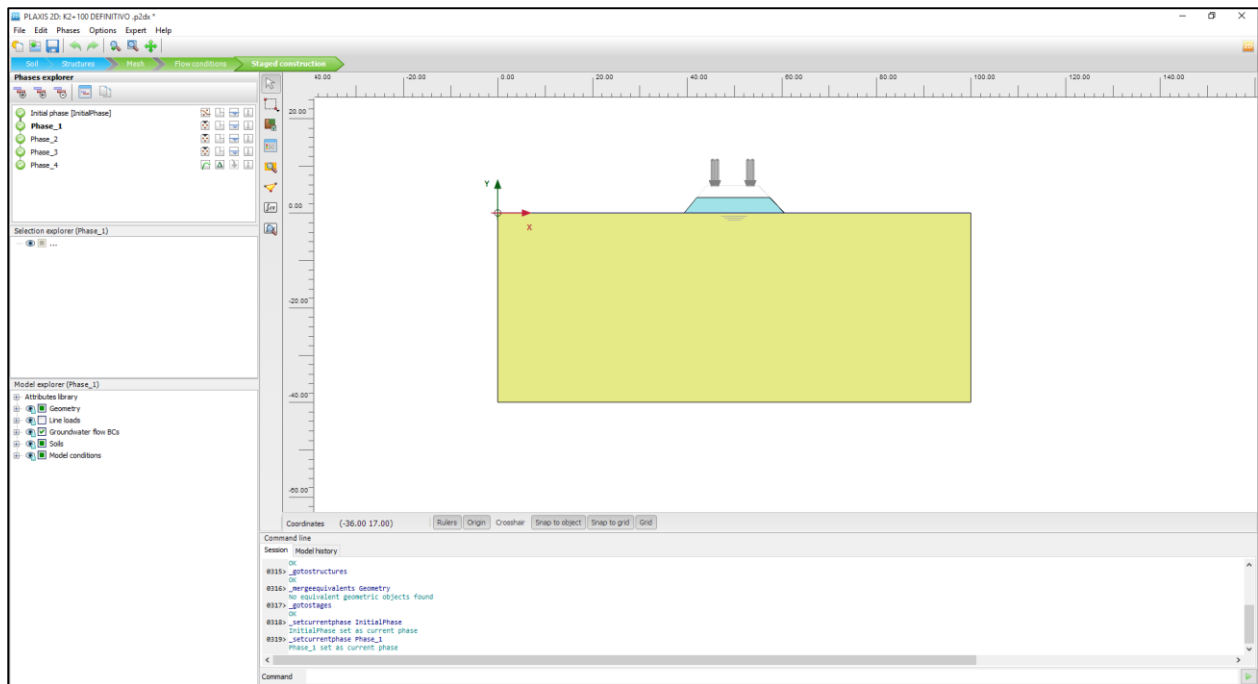 PLAXIS 2D: K2+100 DEFINITIVO .p2dx *
File Edit Phases Options Expert Help
Soil Structures Mesh Flow conditions Staged construction
Phases explorer
Initial phase [InitialPhase]
Phase_1
Phase_2
Phase_3
Phase_4
Selection explorer (Phase_1)
...
Model explorer (Phase_1)
Attributes library
Geometry
Line loads
Groundwater flow BCs
Soils
Model conditions
-20.00 0.00 20.00 40.00 60.00 80.00 100.00 120.00 140.00
20.00
0.00
-20.00
-40.00
Y
X
Coordinates (-36.00 17.00) Rulers Origin Crosshair Snap to object Snap to grid Grid
Command line
Session Model history
OK
0315> _gotostructures
OK
0316> _mergeequivalents Geometry
No equivalent geometric objects found
0317> _gotostages
OK
0318> _setcurrentphase InitialPhase
InitialPhase set as current phase
0319> _setcurrentphase Phase_1
Phase_1 set as current phase
Command